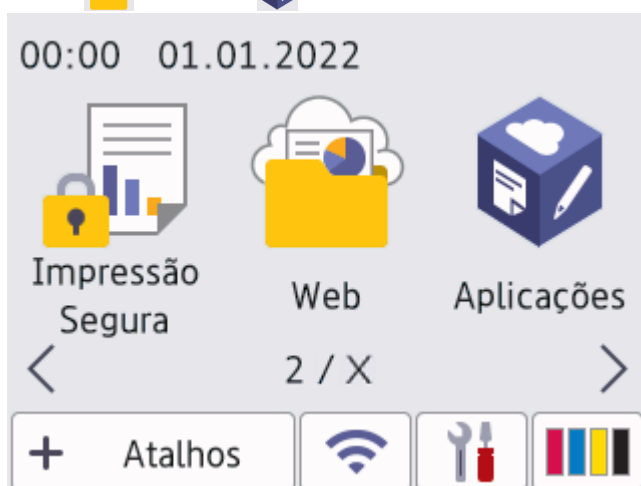 00:00 01.01.2022
Impressão
Segura
Web
Aplicações
2 / X
+ Atalhos